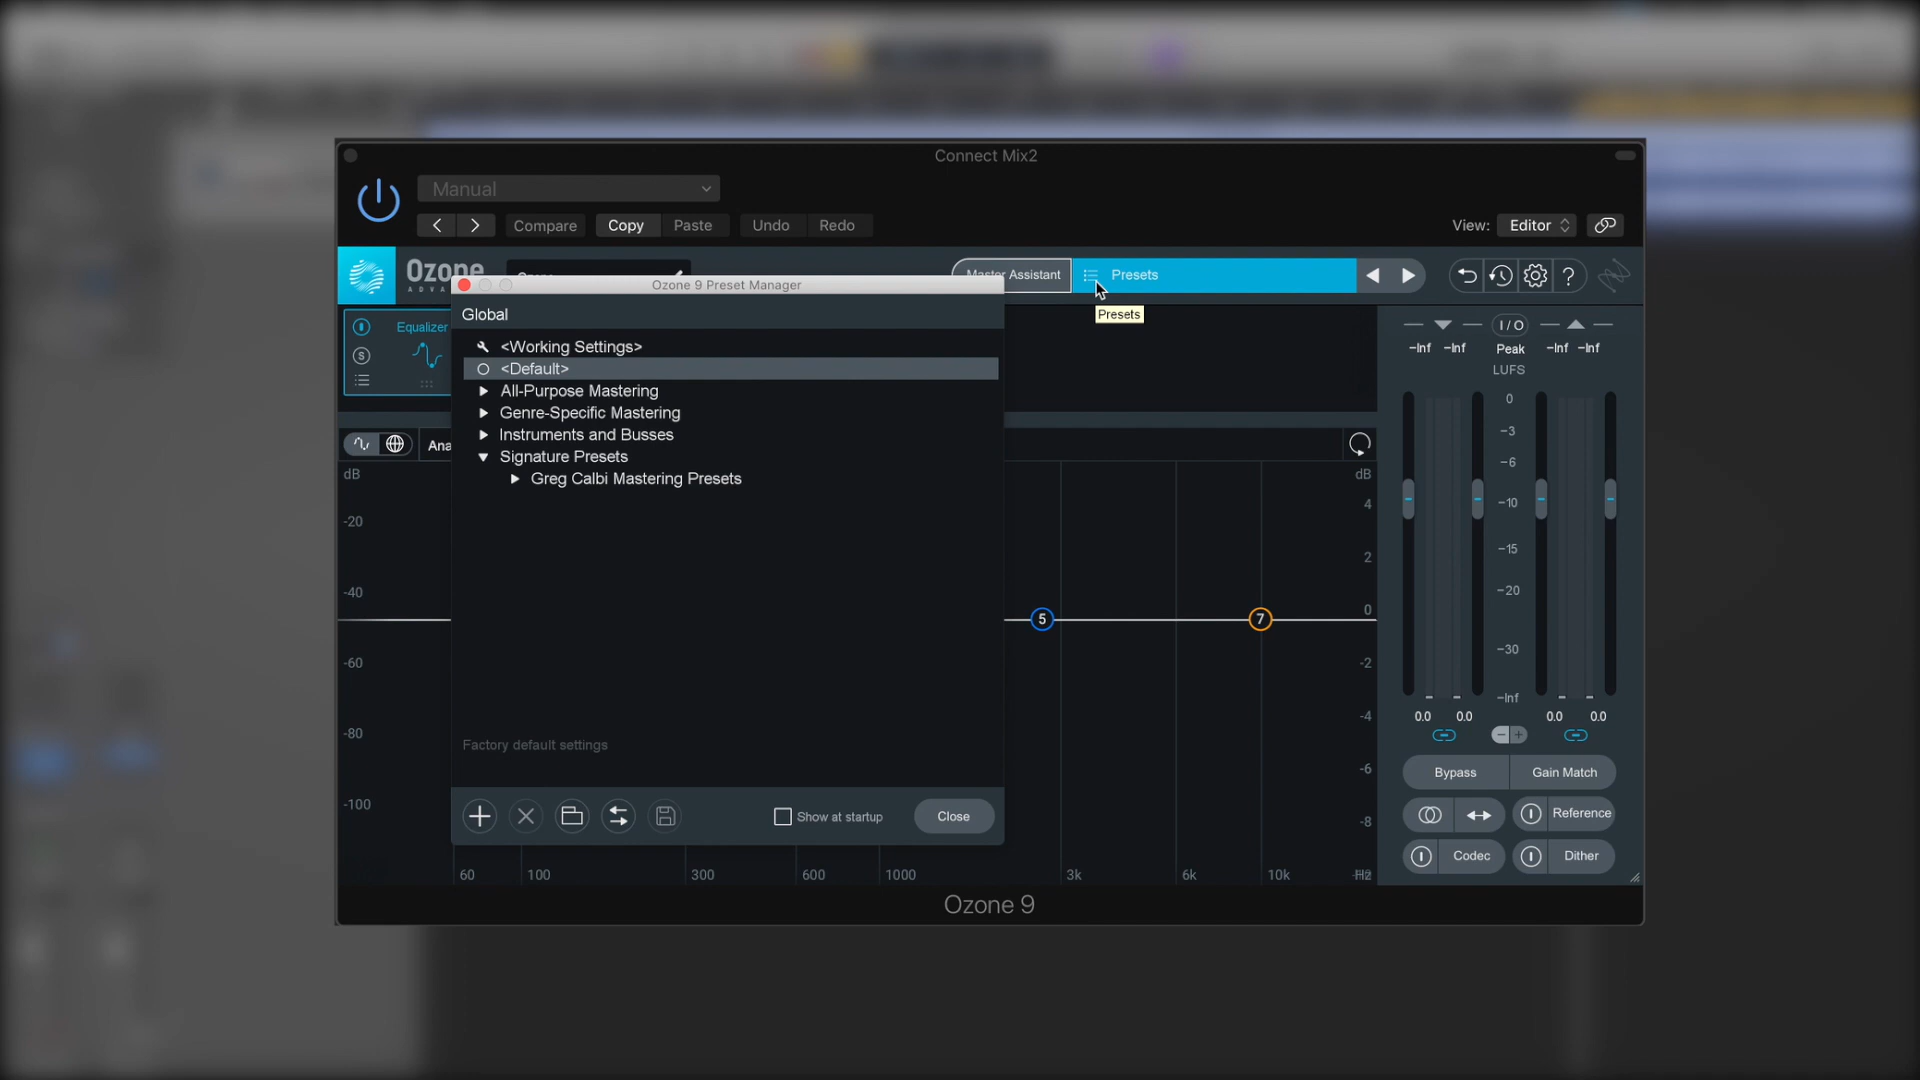 Connect Mix2
Manual
Compare
Copy
Paste
Undo
Redo
View:
Editor
Ozone
Master Assistant
Presets
Presets
Ozone 9 Preset Manager
Global
<Working Settings>
<Default>
All-Purpose Mastering
Genre-Specific Mastering
Instruments and Busses
Signature Presets
Greg Calbi Mastering Presets
Factory default settings
Show at startup
Close
Equalizer
S
Ana
dB
-20
-40
-60
-80
-100
5
7
dB
4
2
0
-2
-4
-6
-8
60
100
300
600
1000
3k
6k
10k
Hz
I/O
-Inf -Inf
Peak
-Inf -Inf
LUFS
0
-3
-6
-10
-15
-20
-30
-Inf
0.0 0.0
0.0 0.0
Bypass
Gain Match
Reference
Codec
Dither
Ozone 9